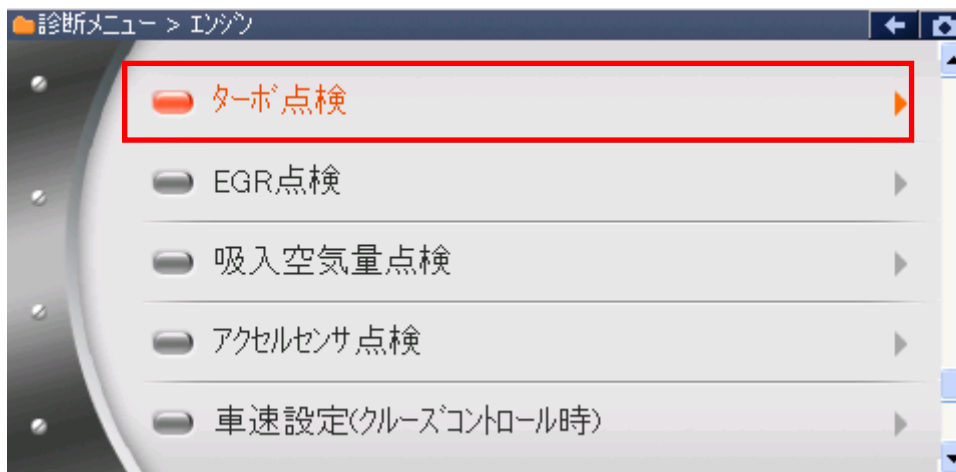 診断メニュー > エンジン
ターボ点検
EGR点検
吸入空気量点検
アクセルセンサ点検
車速設定(クルーズコントロール時)